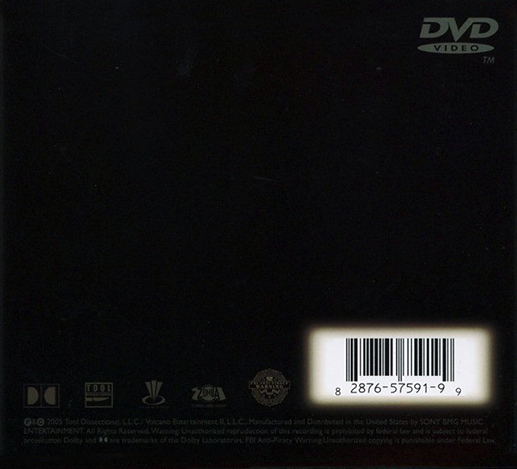 DVD
VIDEO
TM
TOOL
ZOMBA
8 2876-57591-9 9
℗ © 2005 Tool Dissectional, L.L.C./ Volcano Entertainment II, L.L.C., Manufactured and Distributed in the United States by SONY BMG MUSIC
ENTERTAINMENT. All Rights Reserved. Warning: Unauthorized reproduction of this recording is prohibited by federal law and is subject to federal
prosecution Dolby and are trademarks of the Dolby Laboratories. FBI Anti-Piracy Warning:Unauthorized copying is punishable under Federal Law.